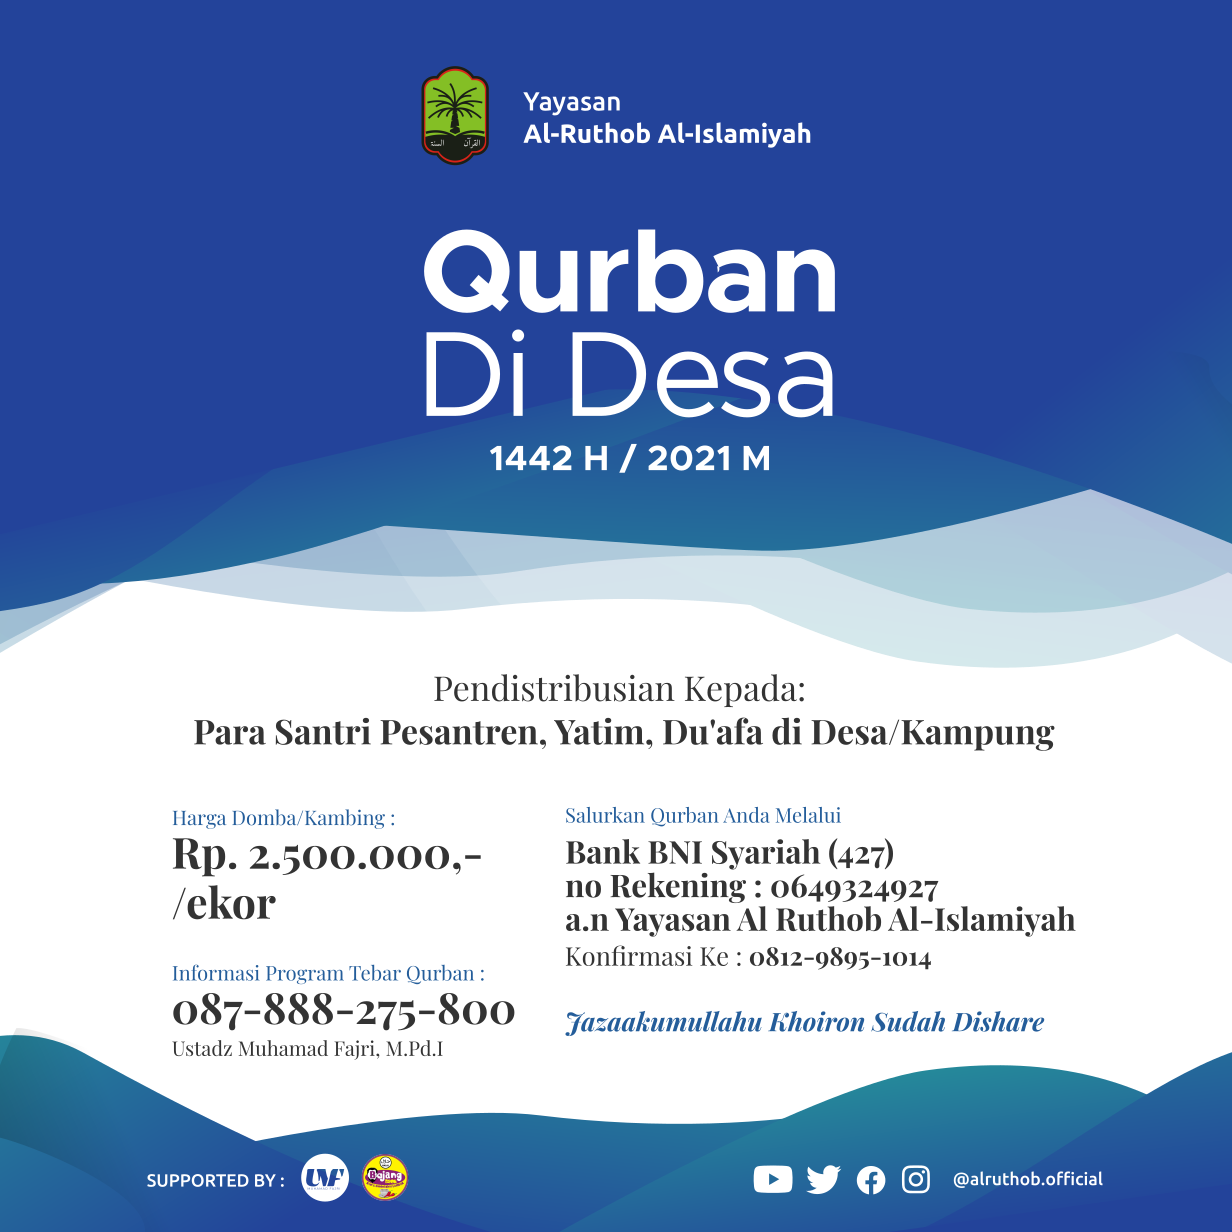 القرآن السنة
Yayasan
Al-Ruthob Al-Islamiyah
Qurban
Di Desa
1442 H / 2021 M
Pendistribusian Kepada:
Para Santri Pesantren, Yatim, Du'afa di Desa/Kampung
Harga Domba/Kambing :
Rp. 2.500.000,-
/ekor
Informasi Program Tebar Qurban :
087-888-275-800
Ustadz Muhamad Fajri, M.Pd.I
Salurkan Qurban Anda Melalui
Bank BNI Syariah (427)
no Rekening : 0649324927
a.n Yayasan Al Ruthob Al-Islamiyah
Konfirmasi Ke : 0812-9895-1014
Jazaakumullahu Khoiron Sudah Dishare
SUPPORTED BY :
Bujang
@alruthob.official